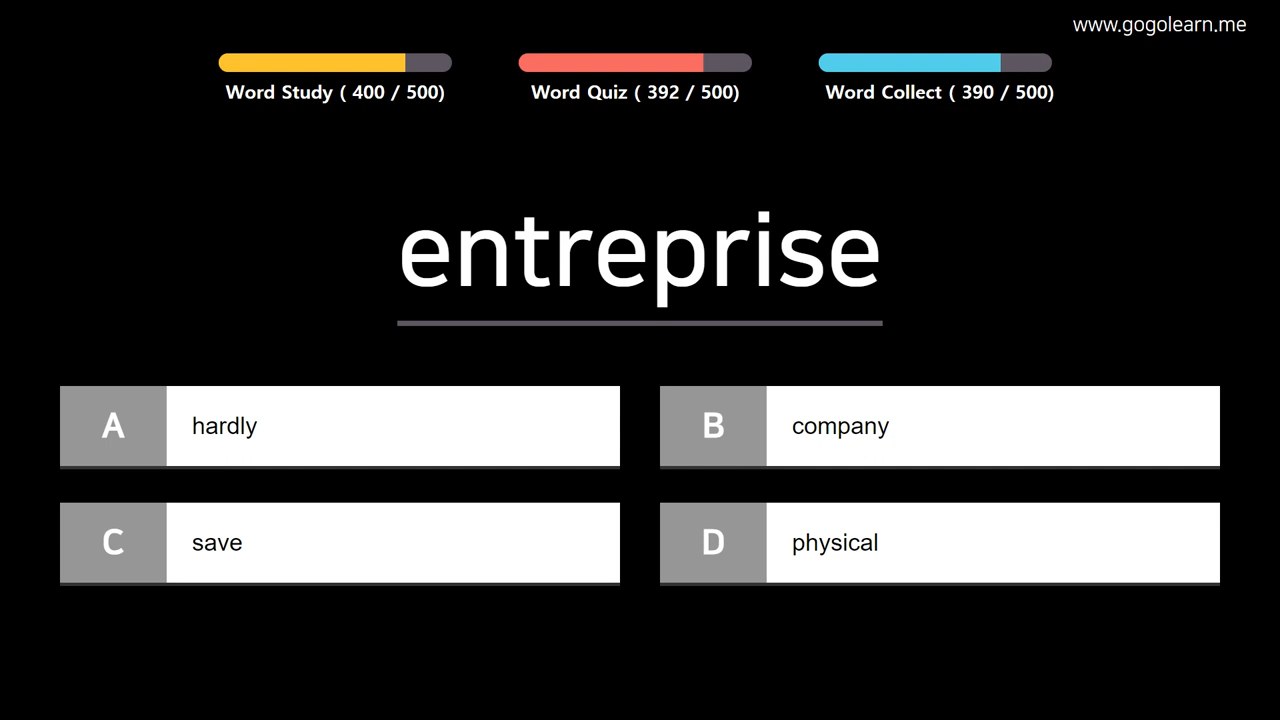 www.gogolearn.me
Word Study ( 400 / 500)
Word Quiz ( 392 / 500)
Word Collect ( 390 / 500)
entreprise
A hardly
B company
C save
D physical